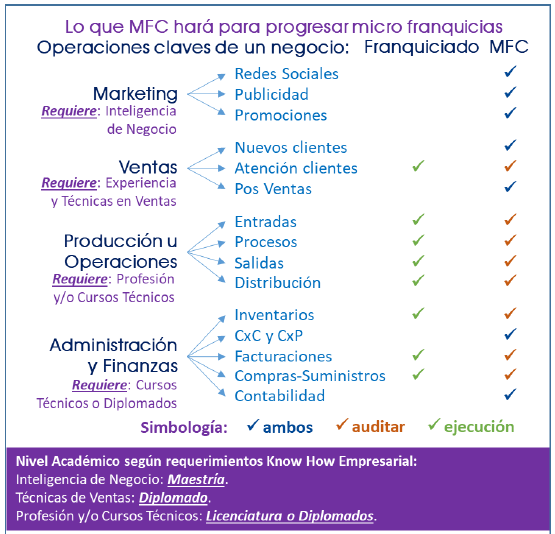 Lo que MFC hará para progresar micro franquicias
Operaciones claves de un negocio: Franquiciado MFC
Marketing
Requiere: Inteligencia
de Negocio
Redes Sociales ✓
Publicidad ✓
Promociones ✓
Ventas
Requiere: Experiencia
y Técnicas en Ventas
Nuevos clientes ✓
Atención clientes ✓ ✓
Pos Ventas ✓
Producción u
Operaciones
Requiere: Profesión
y/o Cursos Técnicos
Entradas ✓ ✓
Procesos ✓ ✓
Salidas ✓ ✓
Distribución ✓ ✓
Administración
y Finanzas
Requiere: Cursos
Técnicos o Diplomados
Inventarios ✓ ✓
CxC y CxP ✓
Facturaciones ✓ ✓
Compras-Suministros ✓ ✓
Contabilidad ✓
Simbología: ✓ ambos ✓ auditar ✓ ejecución
Nivel Académico según requerimientos Know How Empresarial:
Inteligencia de Negocio: Maestría.
Técnicas de Ventas: Diplomado.
Profesión y/o Cursos Técnicos: Licenciatura o Diplomados.